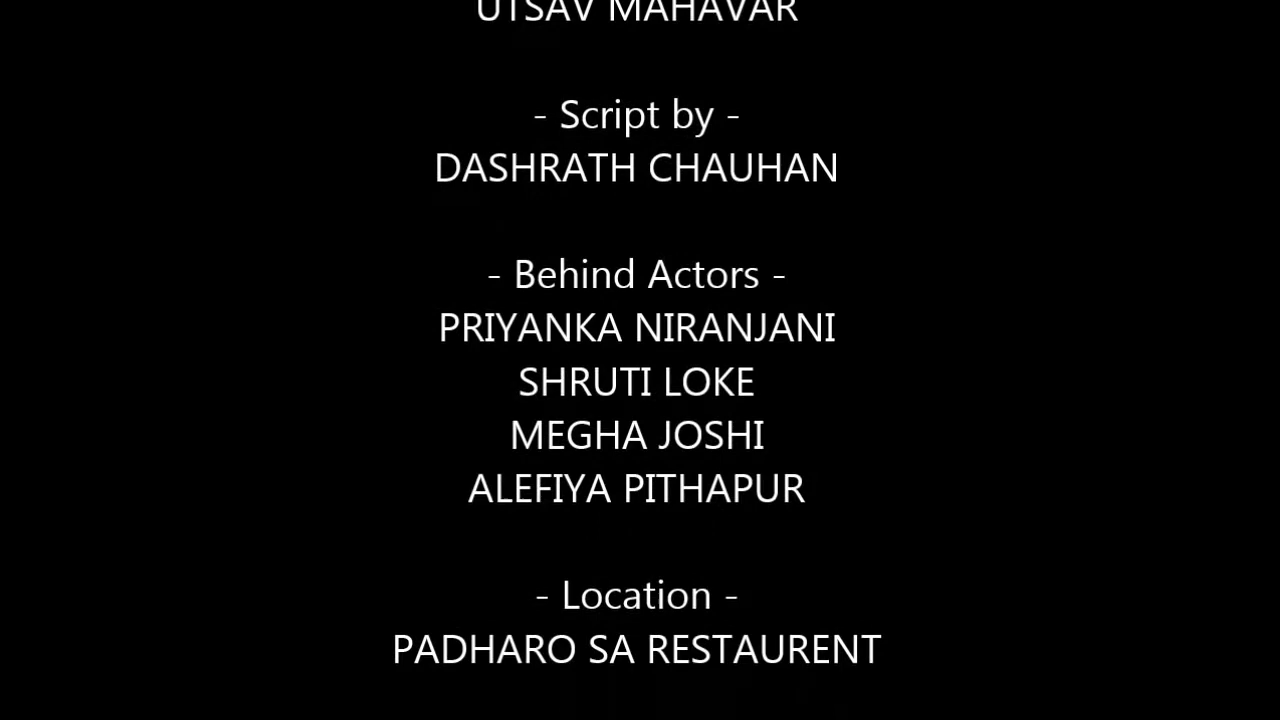 UTSAV MAHAVAR
- Script by -
DASHRATH CHAUHAN
- Behind Actors -
PRIYANKA NIRANJANI
SHRUTI LOKE
MEGHA JOSHI
ALEFIYA PITHAPUR
- Location -
PADHARO SA RESTAURENT